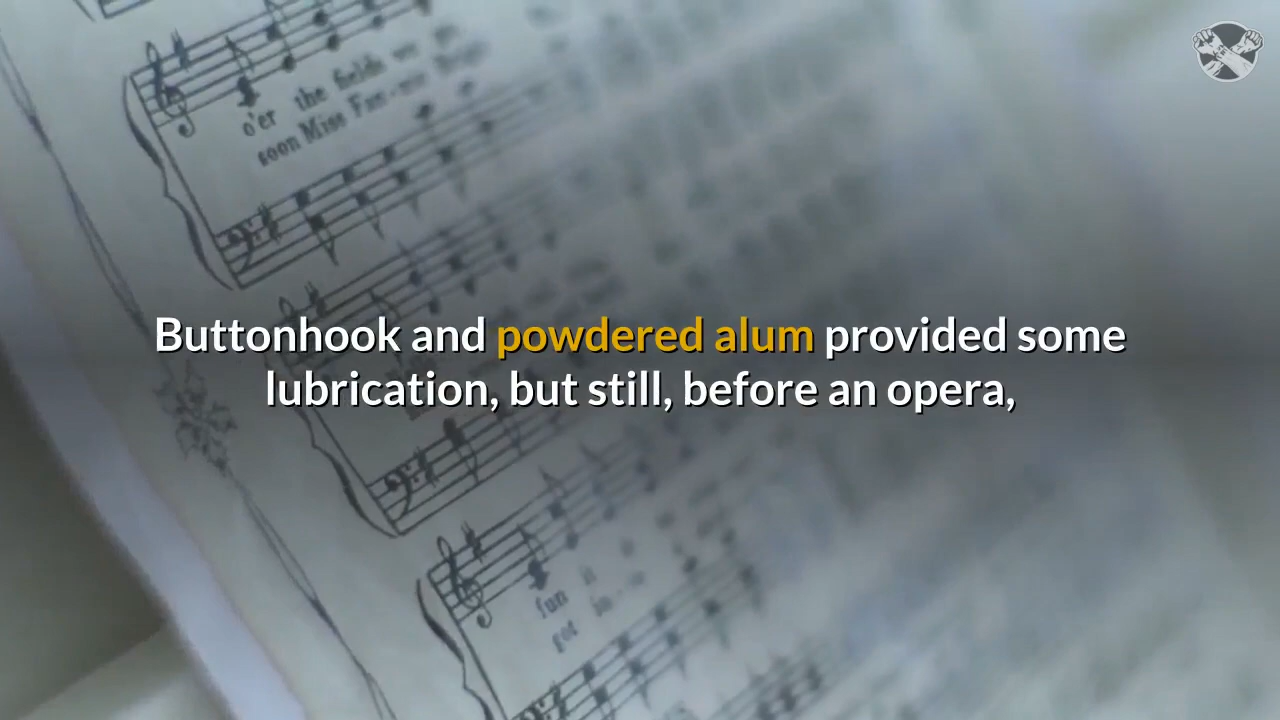 o'er the fields we go
soon Miss Fan-nie
Buttonhook and powdered alum provided some
lubrication, but still, before an opera,
fun it
got in